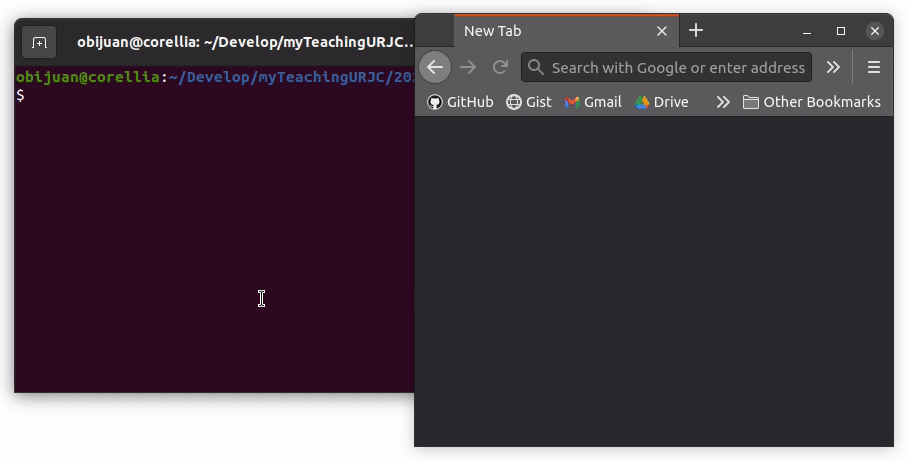 obijuan@corellia: ~/Develop/myTeachingURJC...
obijuan@corellia:~/Develop/myTeachingURJC/20
$
New Tab
Search with Google or enter address
GitHub Gist Gmail Drive Other Bookmarks